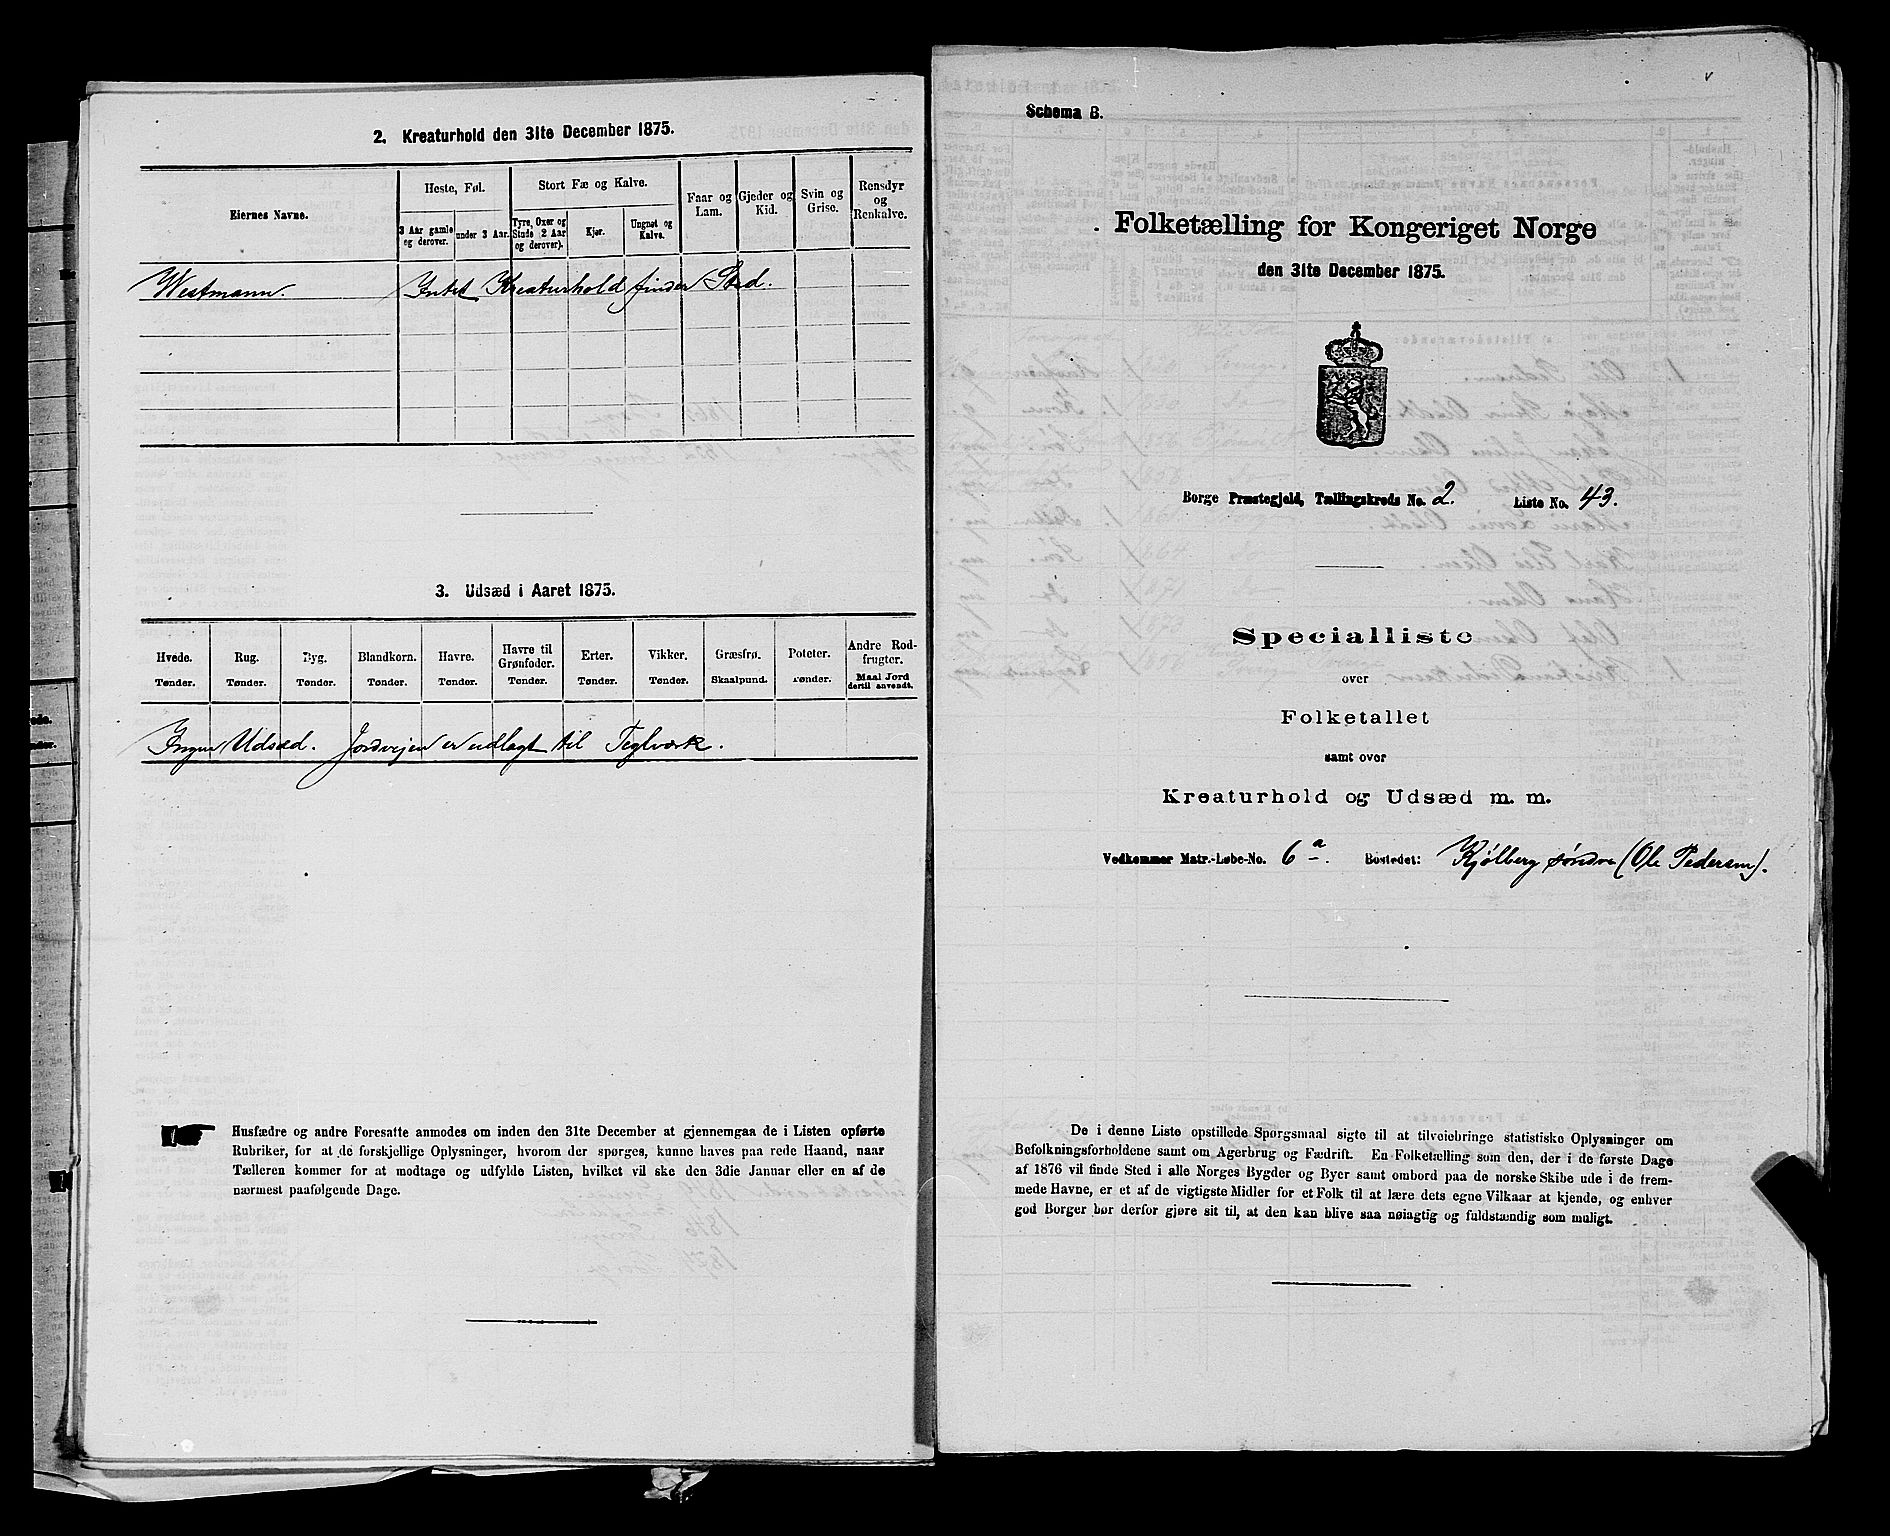 2. Kreaturhold den 31te December 1875.
Eiernes Navne.
Heste, Føl.
3 Aar gamle og derover.
under 3 Aar.
Stort Fæ og Kalve.
Tyre, Oxer og Stude 2 Aar og derover).
Kjør.
Ungnøt og Kalve.
Faar og Lam.
Gjeder og Kid.
Svin og Grise.
Rensdyr og Renkalve.
Westmann. Intet Kreaturhold finder Sted.
3. Udsæd i Aaret 1875.
Hvede. Tønder.
Rug. Tønder.
Byg. Tønder.
Blandkorn. Tønder.
Havre. Tønder.
Havre til Grønfoder. Tønder.
Erter. Tønder.
Vikker. Tønder.
Græsfrø. Skaalpund.
Poteter. Tønder.
Andre Rodfrugter. Maal Jord dertil anvendt.
Ingen Udsæd. Jordvejen er udlagt til Teglværk.
Husfædre og andre Foresatte anmodes om inden den 31te December at gjennemgaa de i Listen opførte
Rubriker, for at de forskjellige Oplysninger, hvorom der spørges, kunne haves paa rede Haand, naar
Tælleren kommer for at modtage og udfylde Listen, hvilket vil ske den 3die Januar eller en af de
nærmest paafølgende Dage.
Schema B.
Folketælling for Kongeriget Norge
den 31te December 1875.
Borge Præstegjeld, Tællingskreds No. 2. Liste No. 43.
Specialliste
over
Folketallet
samt over
Kreaturhold og Udsæd m. m.
Vedkommer Matr.-Løbe-No. 6a. Bostedet: Kjølberg søndre (Ole Pedersen).
De i denne Liste opstillede Spørgsmaal sigte til at tilveiebringe statistiske Oplysninger om
Befolkningsforholdene samt om Agerbrug og Fædrift. En Folketælling som den, der i de første Dage
af 1876 vil finde Sted i alle Norges Bygder og Byer samt ombord paa de norske Skibe ude i de frem-
mede Havne, er et af de vigtigste Midler for et Folk til at lære dets egne Vilkaar at kjende, og enhver
god Borger bør derfor gjøre sit til, at den kan blive saa nøiagtig og fuldstændig som muligt.